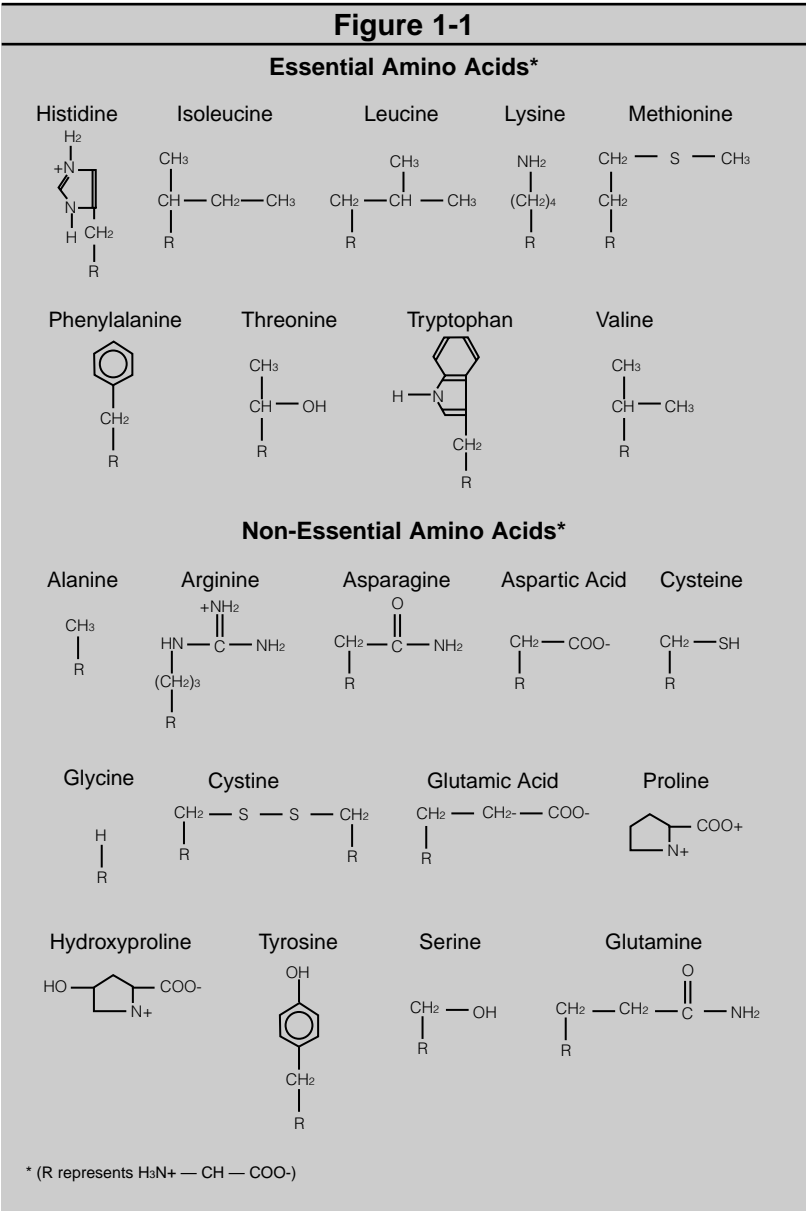 Figure 1-1
Essential Amino Acids*
Histidine Isoleucine Leucine Lysine Methionine
H2
+N
N
H CH2
R
CH3
CH — CH2 — CH3
R
CH3
CH2 — CH — CH3
R
NH2
(CH2)4
R
CH2 — S — CH3
CH2
R
Phenylalanine Threonine Tryptophan Valine
CH2
R
CH3
CH — OH
R
H — N
CH2
R
CH3
CH — CH3
R
Non-Essential Amino Acids*
Alanine Arginine Asparagine Aspartic Acid Cysteine
CH3
R
+NH2
HN — C — NH2
(CH2)3
R
O
CH2 — C — NH2
R
CH2 — COO-
R
CH2 — SH
R
Glycine Cystine Glutamic Acid Proline
H
R
CH2 — S — S — CH2
R R
CH2 — CH2- — COO-
R
COO+
N+
Hydroxyproline Tyrosine Serine Glutamine
HO COO-
N+
OH
CH2
R
CH2 — OH
R
O
CH2 — CH2 — C — NH2
R
* (R represents H3N+ — CH — COO-)